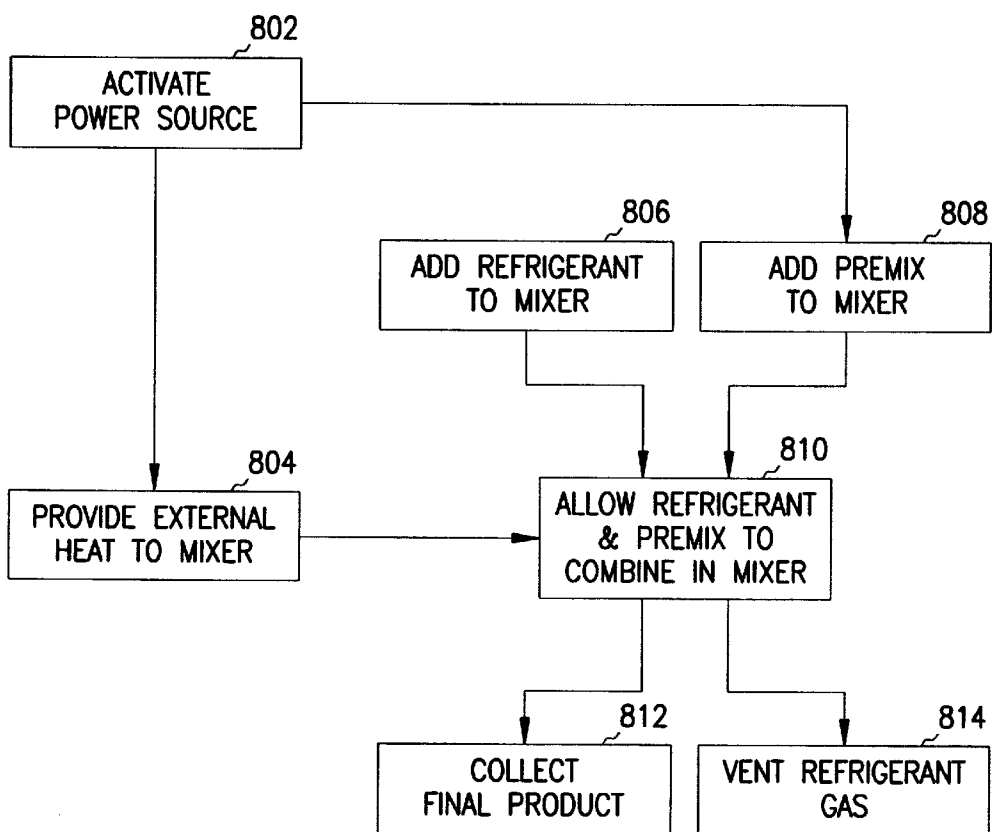 802
ACTIVATE
POWER SOURCE
806
ADD REFRIGERANT
TO MIXER
808
ADD PREMIX
TO MIXER
804
PROVIDE EXTERNAL
HEAT TO MIXER
810
ALLOW REFRIGERANT
& PREMIX TO
COMBINE IN MIXER
812
COLLECT
FINAL PRODUCT
814
VENT REFRIGERANT
GAS